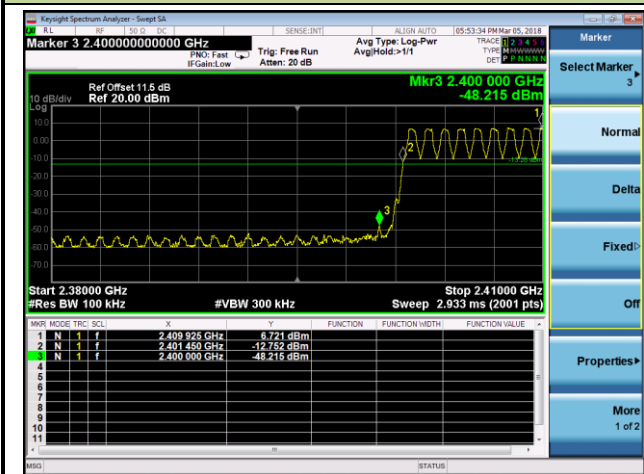 Keysight Spectrum Analyzer - Swept SA
RL RF 50 Ω DC SENSE:INT ALIGN AUTO 05:53:34 PM Mar 05, 2018
Marker 3 2.400000000000 GHz
PNO: Fast
IFGain:Low
Trig: Free Run
Atten: 20 dB
Avg Type: Log-Pwr
Avg|Hold:>1/1
TRACE 1 2 3 4 5 6
TYPE MWWWWW
DET P P N N N N
Ref Offset 11.5 dB
Ref 20.00 dBm
10 dB/div
Log
Mkr3 2.400 000 GHz
-48.215 dBm
10.0
0.00
-10.0
-20.0
-30.0
-40.0
-50.0
-60.0
-70.0
1
2
3
Start 2.38000 GHz
Stop 2.41000 GHz
#Res BW 100 kHz
#VBW 300 kHz
Sweep 2.933 ms (2001 pts)
MKR MODE TRC SCL X Y FUNCTION FUNCTION WIDTH FUNCTION VALUE
1 N 1 f 2.409 925 GHz 6.721 dBm
2 N 1 f 2.401 450 GHz -12.752 dBm
3 N 1 f 2.400 000 GHz -48.215 dBm
4
5
6
7
8
9
10
11
MSG
STATUS
Marker
Select Marker
3
Normal
Delta
Fixed
Off
Properties
More
1 of 2